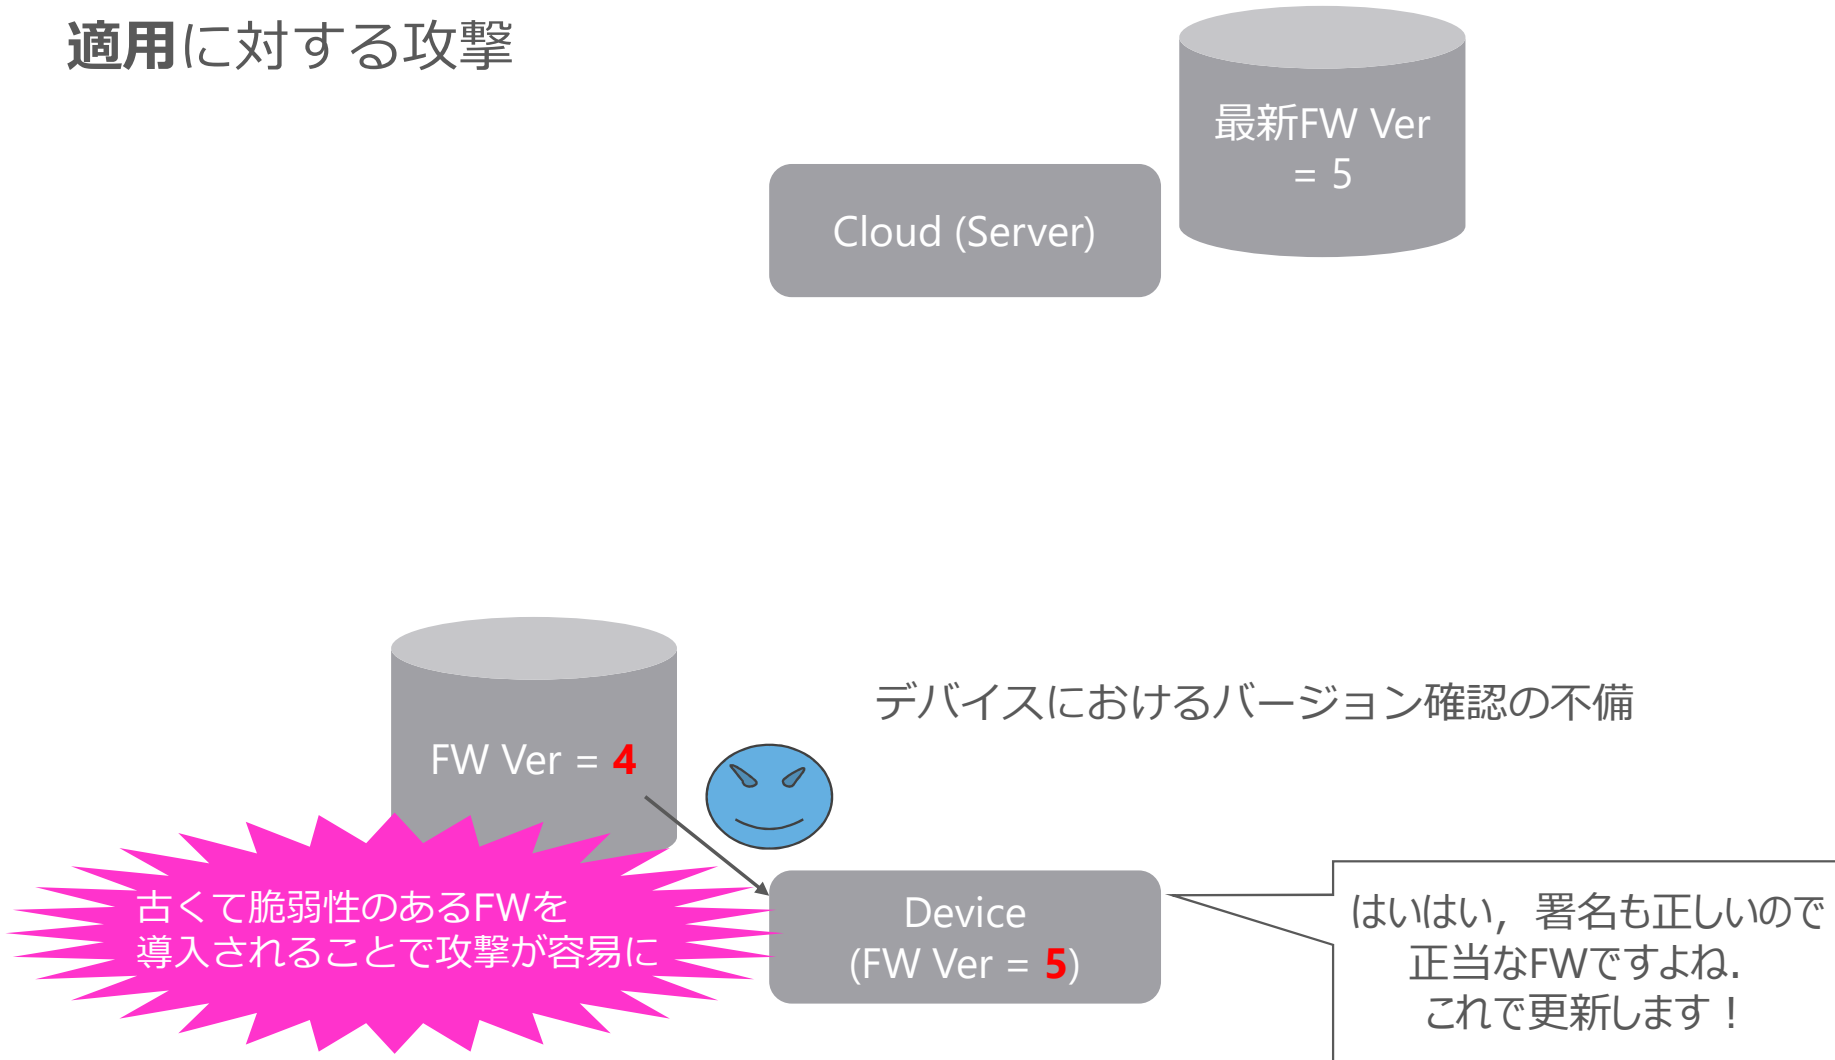 適用に対する攻撃
最新FW Ver
= 5
Cloud (Server)
デバイスにおけるバージョン確認の不備
FW Ver = 4
古くて脆弱性のあるFWを
導入されることで攻撃が容易に
Device
(FW Ver = 5)
はいはい，署名も正しいので
正当なFWですよね．
これで更新します！